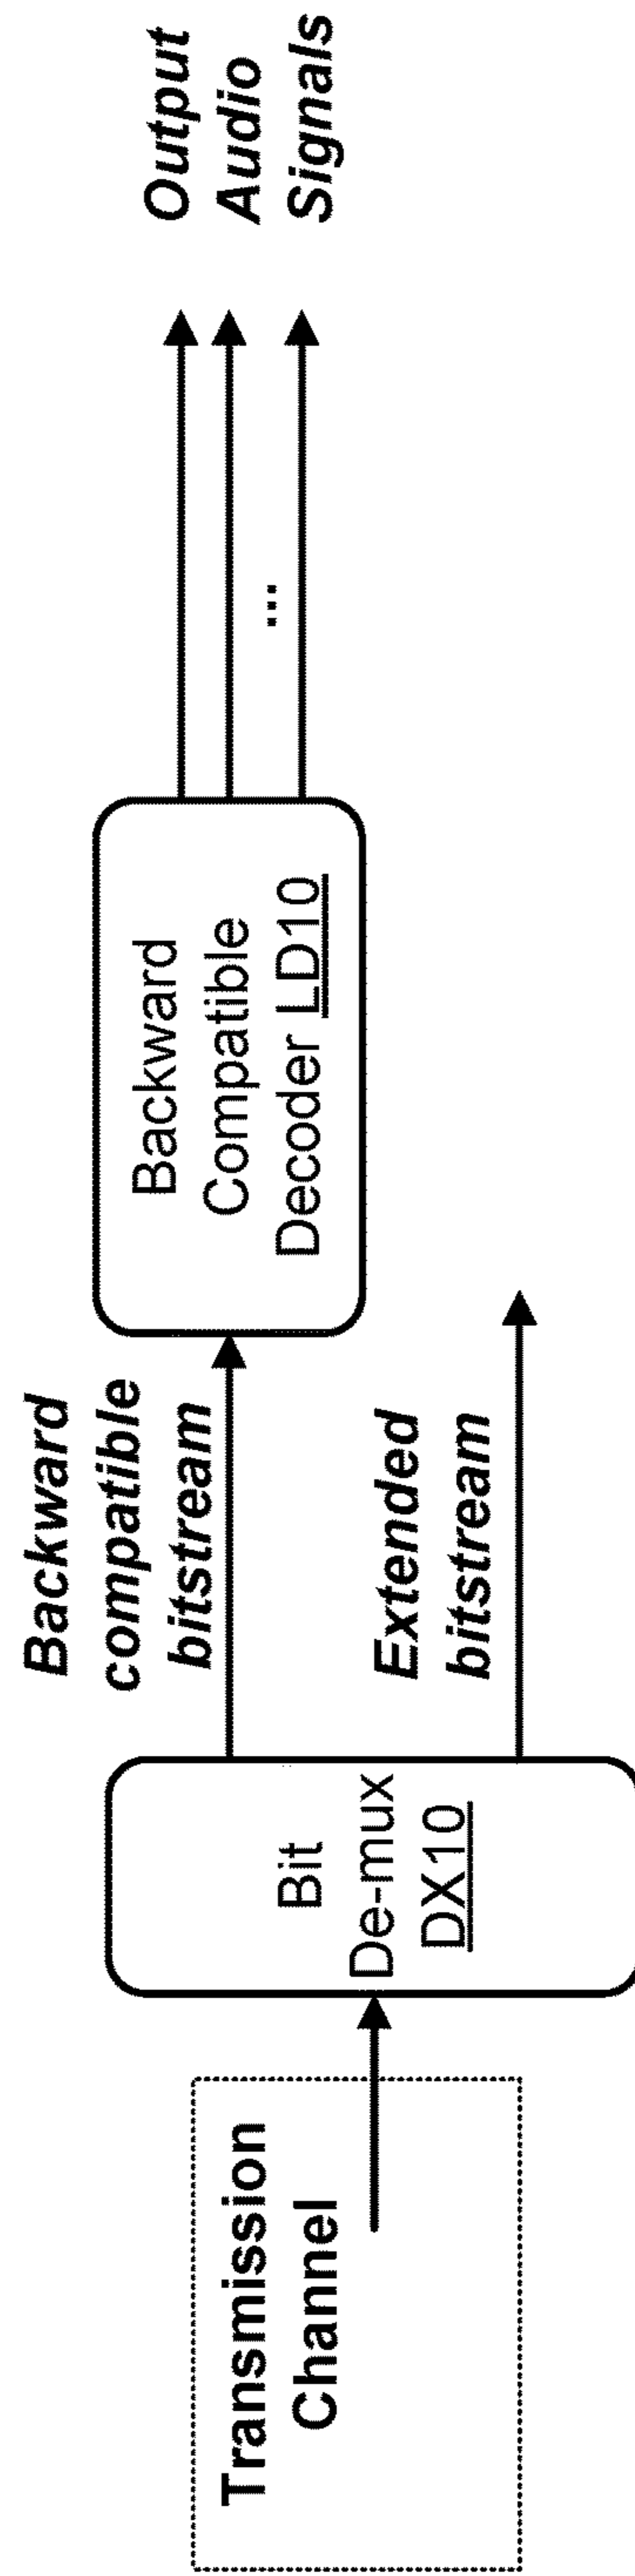 Transmission
Channel
Bit
De-mux
DX10
Backward
compatible
bitstream
Extended
bitstream
Backward
Compatible
Decoder LD10
...
Output
Audio
Signals